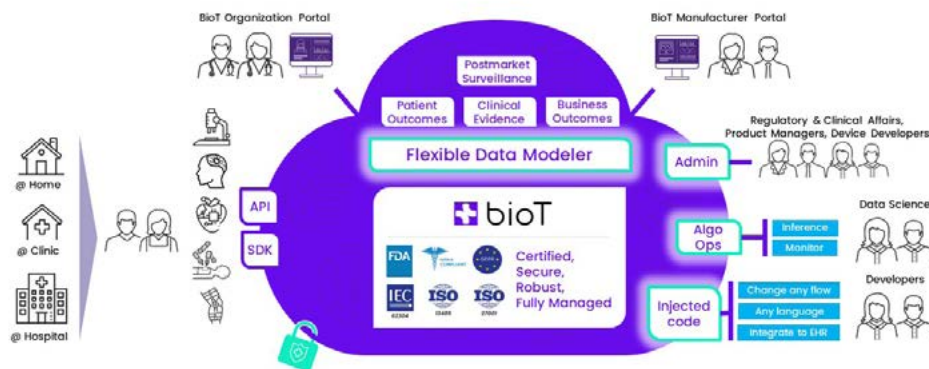 BioT Organization Portal
BioT Manufacturer Portal
Postmarket
Surveillance
Patient
Outcomes
Clinical
Evidence
Business
Outcomes
Flexible Data Modeler
@ Home
@ Clinic
@ Hospital
API
SDK
bioT
FDA
COMPLIANT
GDPR
IEC
62304
ISO
13485
ISO
27001
Certified,
Secure,
Robust,
Fully Managed
Regulatory & Clinical Affairs,
Product Managers, Device Developers
Admin
Data Science
Algo
Ops
Inference
Monitor
Developers
Injected
code
Change any flow
Any language
Integrate to EHR